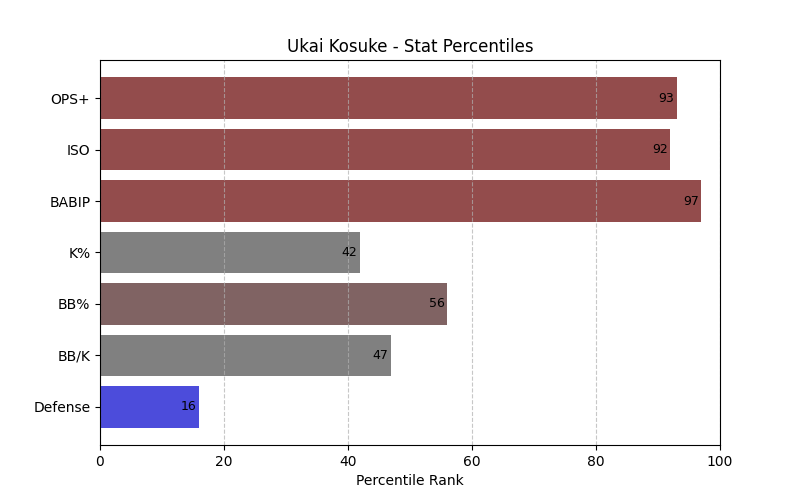 Ukai Kosuke - Stat Percentiles
OPS+ 93
ISO 92
BABIP 97
K% 42
BB% 56
BB/K 47
Defense 16
0 20 40 60 80 100
Percentile Rank